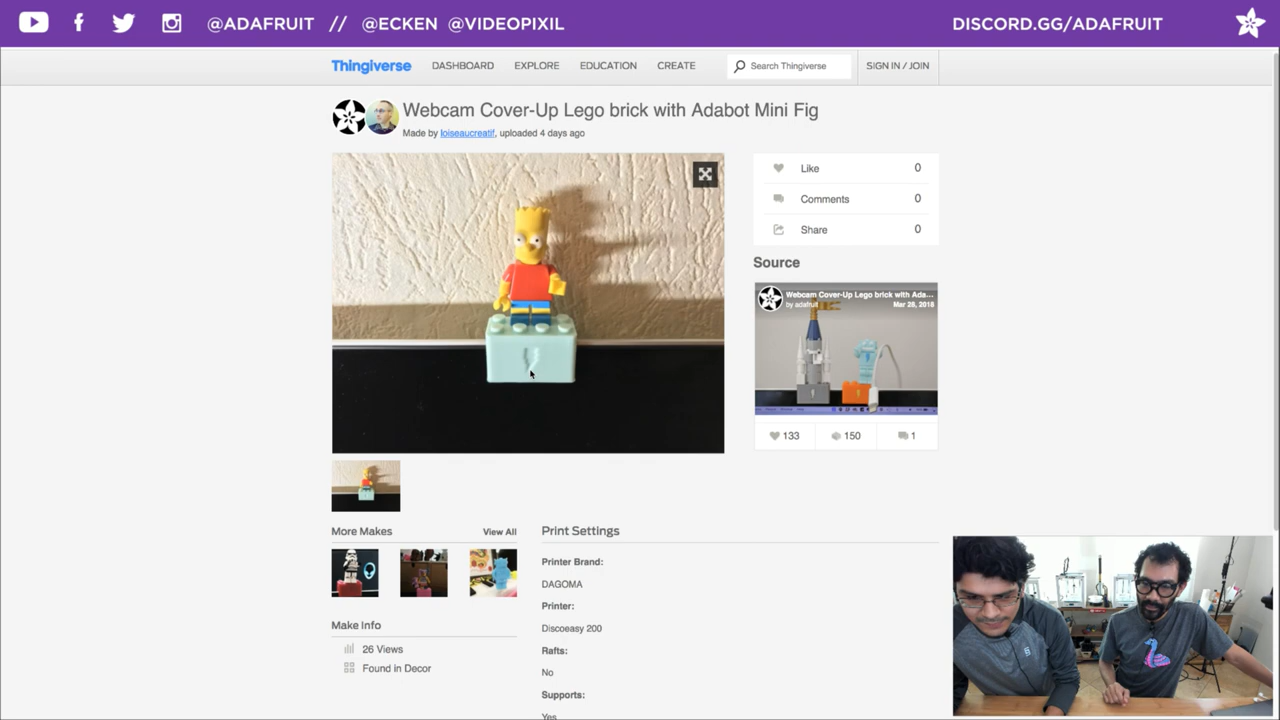 @ADAFRUIT // @ECKEN @VIDEOPIXIL
DISCORD.GG/ADAFRUIT
Thingiverse DASHBOARD EXPLORE EDUCATION CREATE Search Thingiverse SIGN IN / JOIN
Webcam Cover-Up Lego brick with Adabot Mini Fig
Made by loiseaucreatif, uploaded 4 days ago
Like 0
Comments 0
Share 0
Source
Webcam Cover-Up Lego brick with Ada...
by adafruit Mar 28, 2018
133 150 1
More Makes View All
Print Settings
Printer Brand:
DAGOMA
Printer:
Discoeasy 200
Rafts:
No
Supports:
Yes
Make Info
26 Views
Found in Decor